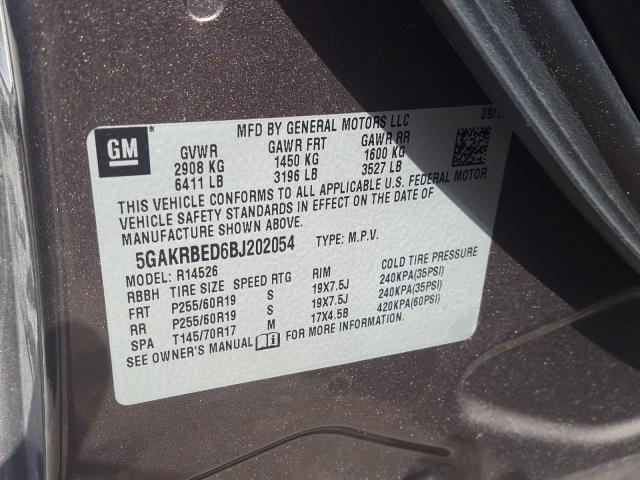 MFD BY GENERAL MOTORS LLC
GM
GVWR GAWR FRT GAWR RR
2908 KG 1450 KG 1600 KG
6411 LB 3196 LB 3527 LB
THIS VEHICLE CONFORMS TO ALL APPLICABLE U.S. FEDERAL MOTOR
VEHICLE SAFETY STANDARDS IN EFFECT ON THE DATE OF
MANUFACTURE SHOWN ABOVE.
5GAKRBED6BJ202054 TYPE: M.P.V.
MODEL: R14526
RBBH TIRE SIZE SPEED RTG RIM COLD TIRE PRESSURE
FRT P255/60R19 S 19X7.5J 240KPA(35PSI)
RR P255/60R19 S 19X7.5J 240KPA(35PSI)
SPA T145/70R17 M 17X4.5B 420KPA(60PSI)
SEE OWNER'S MANUAL FOR MORE INFORMATION.